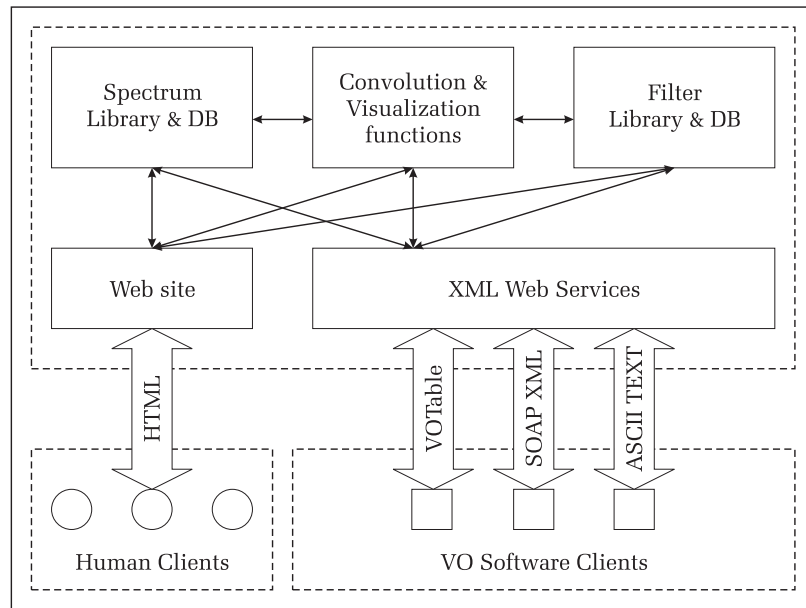 Spectrum
Library & DB
Convolution &
Visualization
functions
Filter
Library & DB
Web site
XML Web Services
HTML
VOTable
SOAP XML
ASCII TEXT
Human Clients
VO Software Clients